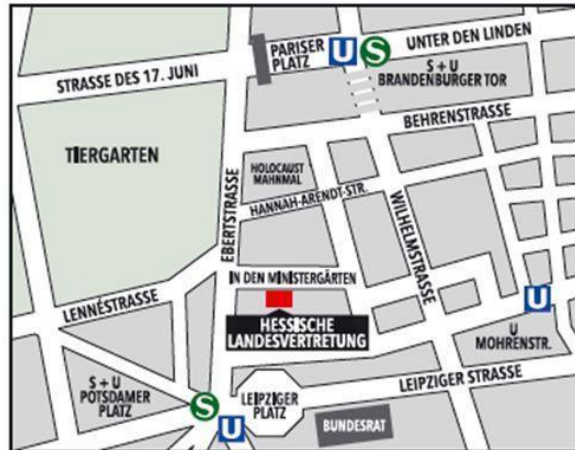 PARISER
PLATZ
U
S
UNTER DEN LINDEN
STRASSE DES 17. JUNI
S + U
BRANDENBURGER TOR
BEHRENSTRASSE
TIERGARTEN
HOLOCAUST
MAHNMAL
EBERTSTRASSE
HANNAH-ARENDT-STR.
WILHELMSTRASSE
IN DEN MINISTERGÄRTEN
LENNÉSTRASSE
HESSISCHE
LANDESVERTRETUNG
U
U
MOHRENSTR.
S + U
POTSDAMER
PLATZ
S
U
LEIPZIGER
PLATZ
LEIPZIGER STRASSE
BUNDESRAT